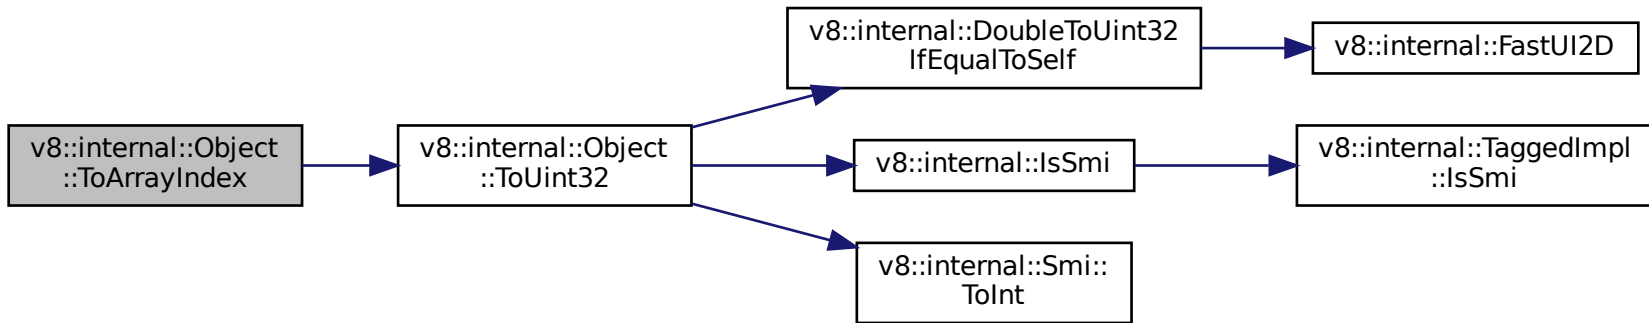 v8::internal::Object
::ToArrayIndex
v8::internal::Object
::ToUint32
v8::internal::DoubleToUint32
IfEqualToSelf
v8::internal::FastUI2D
v8::internal::IsSmi
v8::internal::TaggedImpl
::IsSmi
v8::internal::Smi::
ToInt